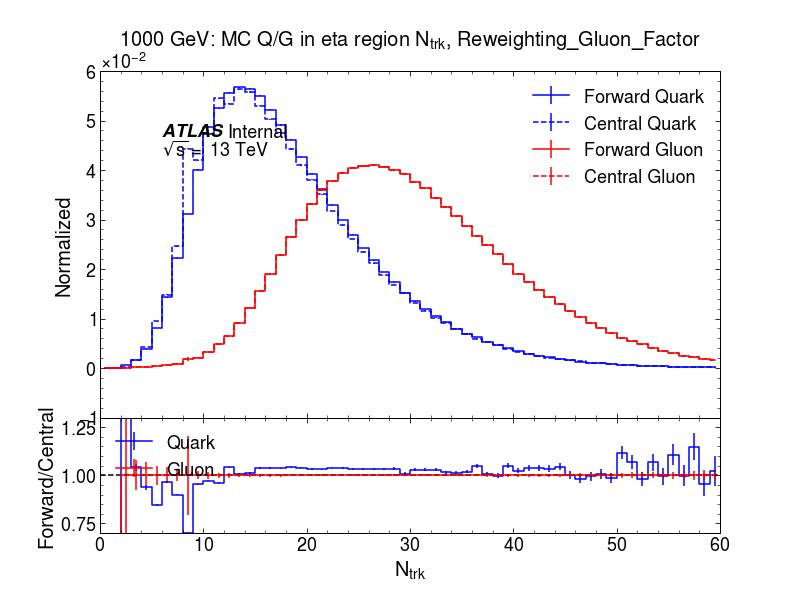 1000 GeV: MC Q/G in eta region N_trk, Reweighting_Gluon_Factor
×10⁻²
6
5
4
3
2
1
0
−1
Normalized
ATLAS Internal
√s = 13 TeV
Forward Quark
Central Quark
Forward Gluon
Central Gluon
1.25
1.00
0.75
Forward/Central
Quark
Gluon
0 10 20 30 40 50 60
N_trk